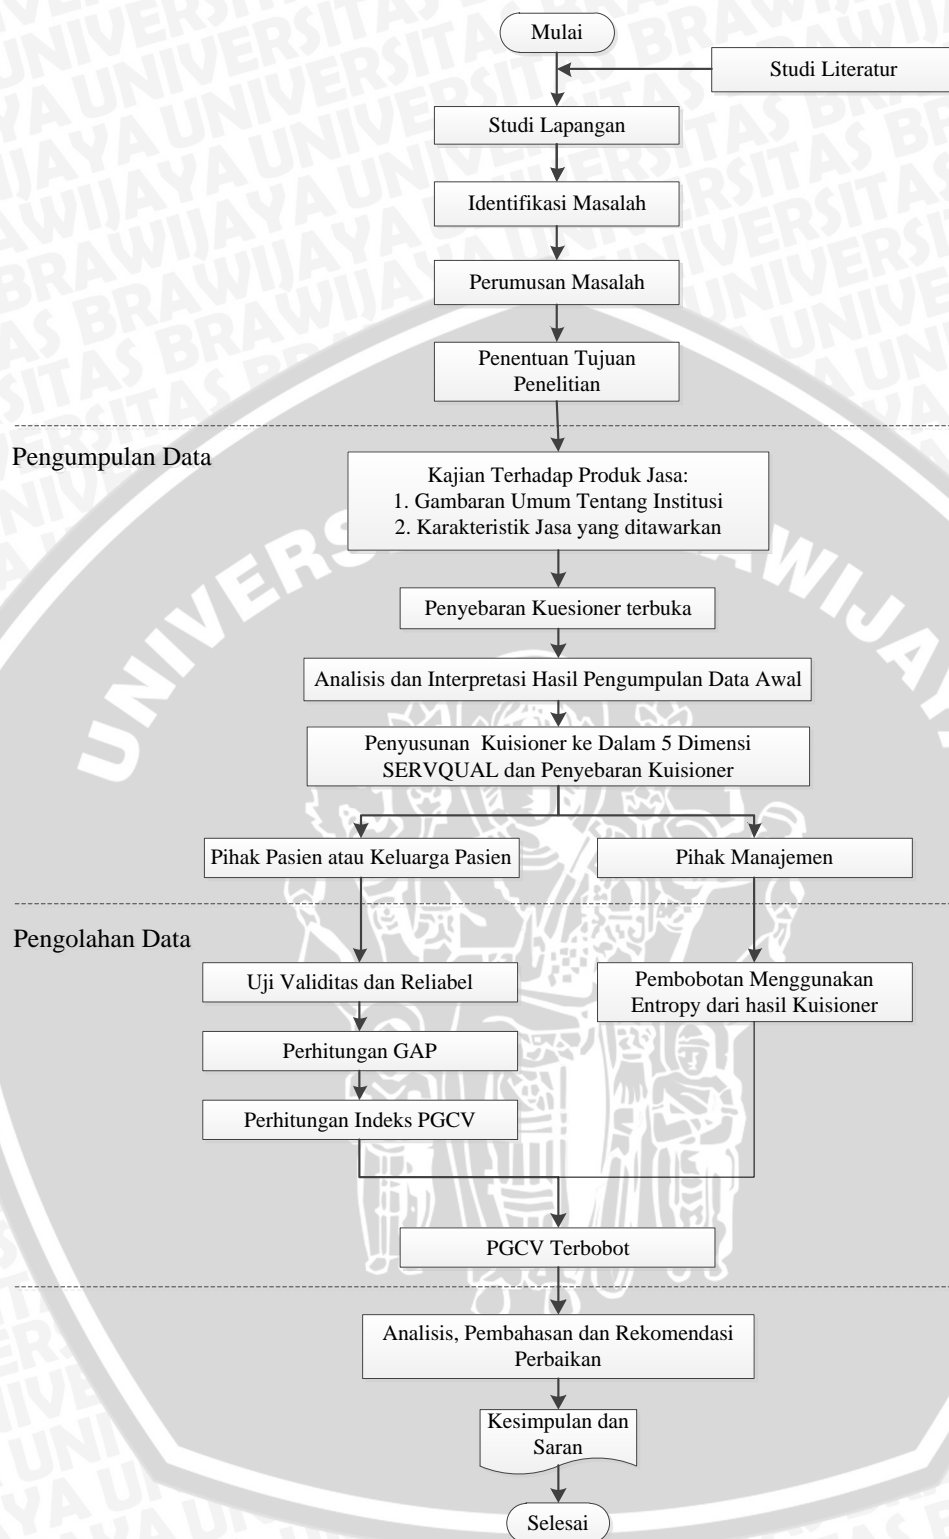 Mulai
Studi Literatur
Studi Lapangan
Identifikasi Masalah
Perumusan Masalah
Penentuan Tujuan
Penelitian
Pengumpulan Data
Kajian Terhadap Produk Jasa:
1. Gambaran Umum Tentang Institusi
2. Karakteristik Jasa yang ditawarkan
Penyebaran Kuesioner terbuka
Analisis dan Interpretasi Hasil Pengumpulan Data Awal
Penyusunan Kuisioner ke Dalam 5 Dimensi
SERVQUAL dan Penyebaran Kuisioner
Pihak Pasien atau Keluarga Pasien
Pihak Manajemen
Pengolahan Data
Uji Validitas dan Reliabel
Pembobotan Menggunakan
Entropy dari hasil Kuisioner
Perhitungan GAP
Perhitungan Indeks PGCV
PGCV Terbobot
Analisis, Pembahasan dan Rekomendasi
Perbaikan
Kesimpulan dan
Saran
Selesai